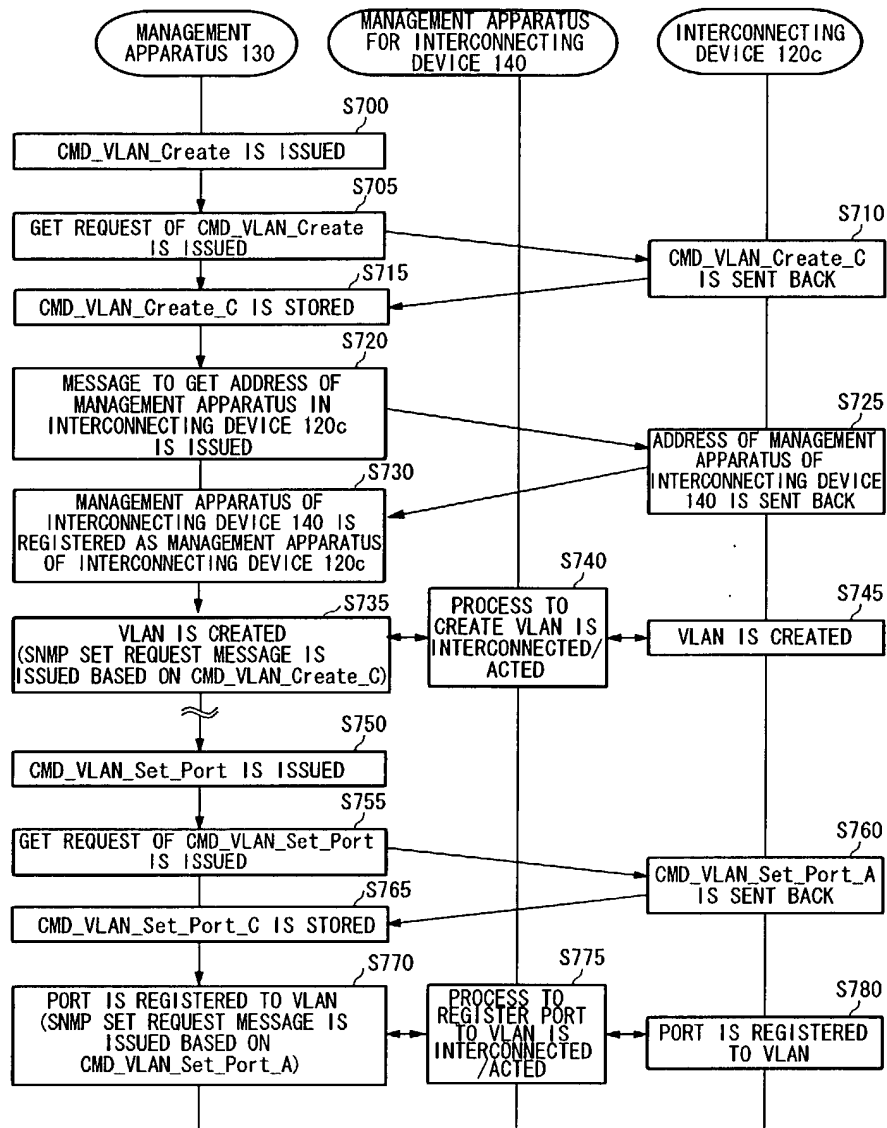 MANAGEMENT
APPARATUS 130
MANAGEMENT APPARATUS
FOR INTERCONNECTING
DEVICE 140
INTERCONNECTING
DEVICE 120c
S700
CMD_VLAN_Create IS ISSUED
S705
GET REQUEST OF CMD_VLAN_Create
IS ISSUED
S710
CMD_VLAN_Create_C
IS SENT BACK
S715
CMD_VLAN_Create_C IS STORED
S720
MESSAGE TO GET ADDRESS OF
MANAGEMENT APPARATUS IN
INTERCONNECTING DEVICE 120c
IS ISSUED
S725
ADDRESS OF MANAGEMENT
APPARATUS OF
INTERCONNECTING DEVICE
140 IS SENT BACK
S730
MANAGEMENT APPARATUS OF
INTERCONNECTING DEVICE 140 IS
REGISTERED AS MANAGEMENT APPARATUS
OF INTERCONNECTING DEVICE 120c
S735
VLAN IS CREATED
(SNMP SET REQUEST MESSAGE IS
ISSUED BASED ON CMD_VLAN_Create_C)
S740
PROCESS TO
CREATE VLAN IS
INTERCONNECTED/
ACTED
S745
VLAN IS CREATED
S750
CMD_VLAN_Set_Port IS ISSUED
S755
GET REQUEST OF CMD_VLAN_Set_Port
IS ISSUED
S760
CMD_VLAN_Set_Port_A
IS SENT BACK
S765
CMD_VLAN_Set_Port_C IS STORED
S770
PORT IS REGISTERED TO VLAN
(SNMP SET REQUEST MESSAGE IS
ISSUED BASED ON
CMD_VLAN_Set_Port_A)
S775
PROCESS TO
REGISTER PORT
TO VLAN IS
INTERCONNECTED
/ACTED
S780
PORT IS REGISTERED
TO VLAN